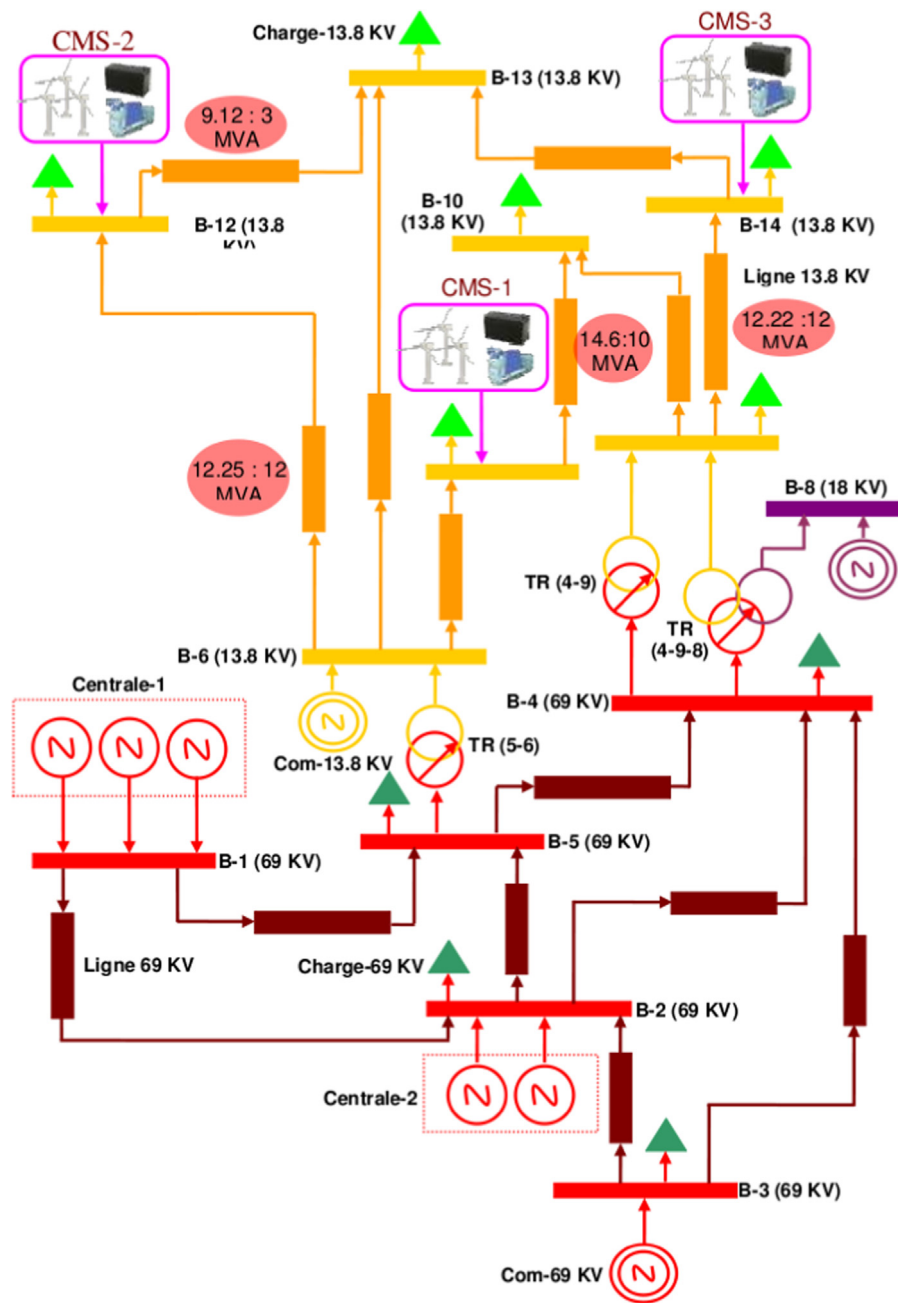 CMS-3
Charge-13.8 KV
CMS-2
B-13 (13.8 KV)
9.12 : 3
MVA
B-10
(13.8 KV)
B-12 (13.8
KV)
B-14 (13.8 KV)
Ligne 13.8 KV
CMS-1
12.22 :12
MVA
14.6:10
MVA
12.25 : 12
MVA
B-8 (18 KV)
TR (4-9)
TR
(4-9-8)
B-6 (13.8 KV)
Centrale-1
B-4 (69 KV)
TR (5-6)
Com-13.8 KV
B-5 (69 KV)
B-1 (69 KV)
Ligne 69 KV
Charge-69 KV
B-2 (69 KV)
Centrale-2
B-3 (69 KV)
Com-69 KV